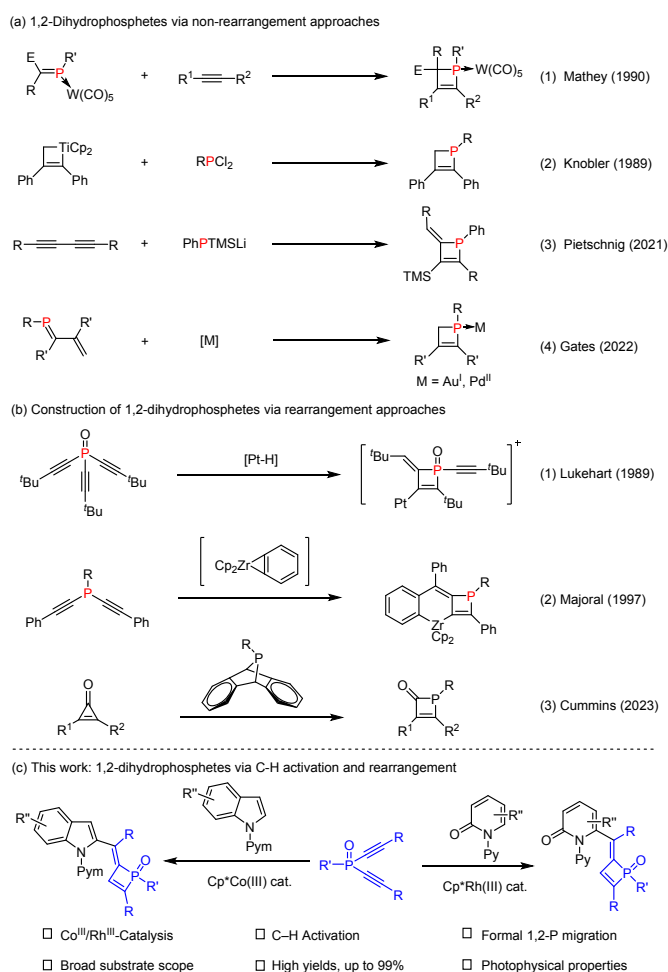 (a) 1,2-Dihydrophosphetes via non-rearrangement approaches
E R' P R W(CO)5 + R1 R2 R R' E P W(CO)5 R1 R2 (1) Mathey (1990)
TiCp2 Ph Ph + RPCl2 R P Ph Ph (2) Knobler (1989)
R R + PhPTMSLi R Ph P TMS R (3) Pietschnig (2021)
R P R' R' + [M] R P M R' R' (4) Gates (2022)
M = AuI, PdII
(b) Construction of 1,2-dihydrophosphetes via rearrangement approaches
O P tBu tBu tBu [Pt-H] tBu O P tBu Pt tBu + (1) Lukehart (1989)
R P Ph Ph Cp2Zr Ph R P Zr Cp2 Ph (2) Majoral (1997)
O R1 R2 R P O R P R1 R2 (3) Cummins (2023)
(c) This work: 1,2-dihydrophosphetes via C-H activation and rearrangement
R" N Pym R O P R' R
R" N Pym
Cp*Co(III) cat.
O R' P R R
R" O N Py
Cp*Rh(III) cat.
R" O N Py R O P R' R
□ CoIII/RhIII-Catalysis □ C–H Activation □ Formal 1,2-P migration
□ Broad substrate scope □ High yields, up to 99% □ Photophysical properties